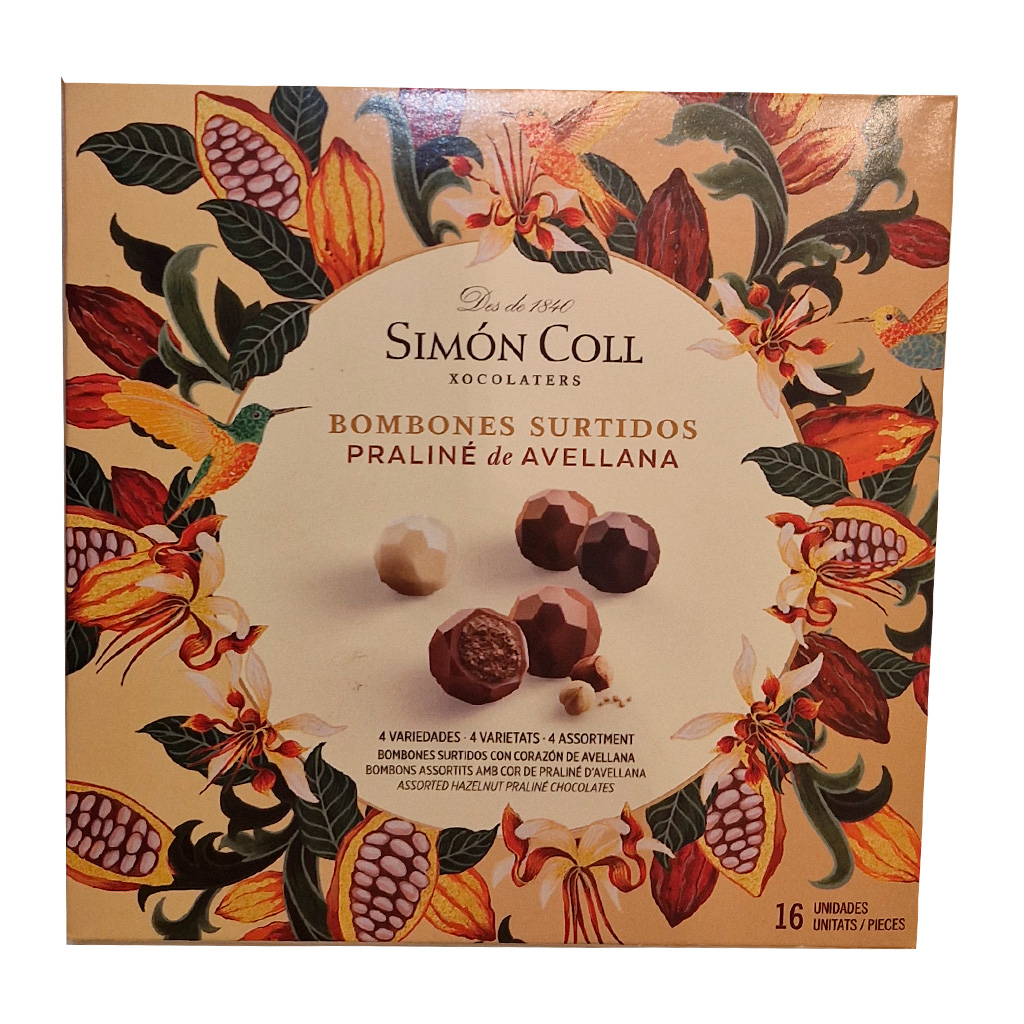 Des de 1840
SIMÓN COLL
XOCOLATERS
BOMBONES SURTIDOS
PRALINÉ de AVELLANA
4 VARIEDADES · 4 VARIETATS · 4 ASSORTMENT
BOMBONES SURTIDOS CON CORAZÓN DE AVELLANA
BOMBONS ASSORTITS AMB COR DE PRALINÉ D'AVELLANA
ASSORTED HAZELNUT PRALINÉ CHOCOLATES
16 UNIDADES
UNITATS / PIECES